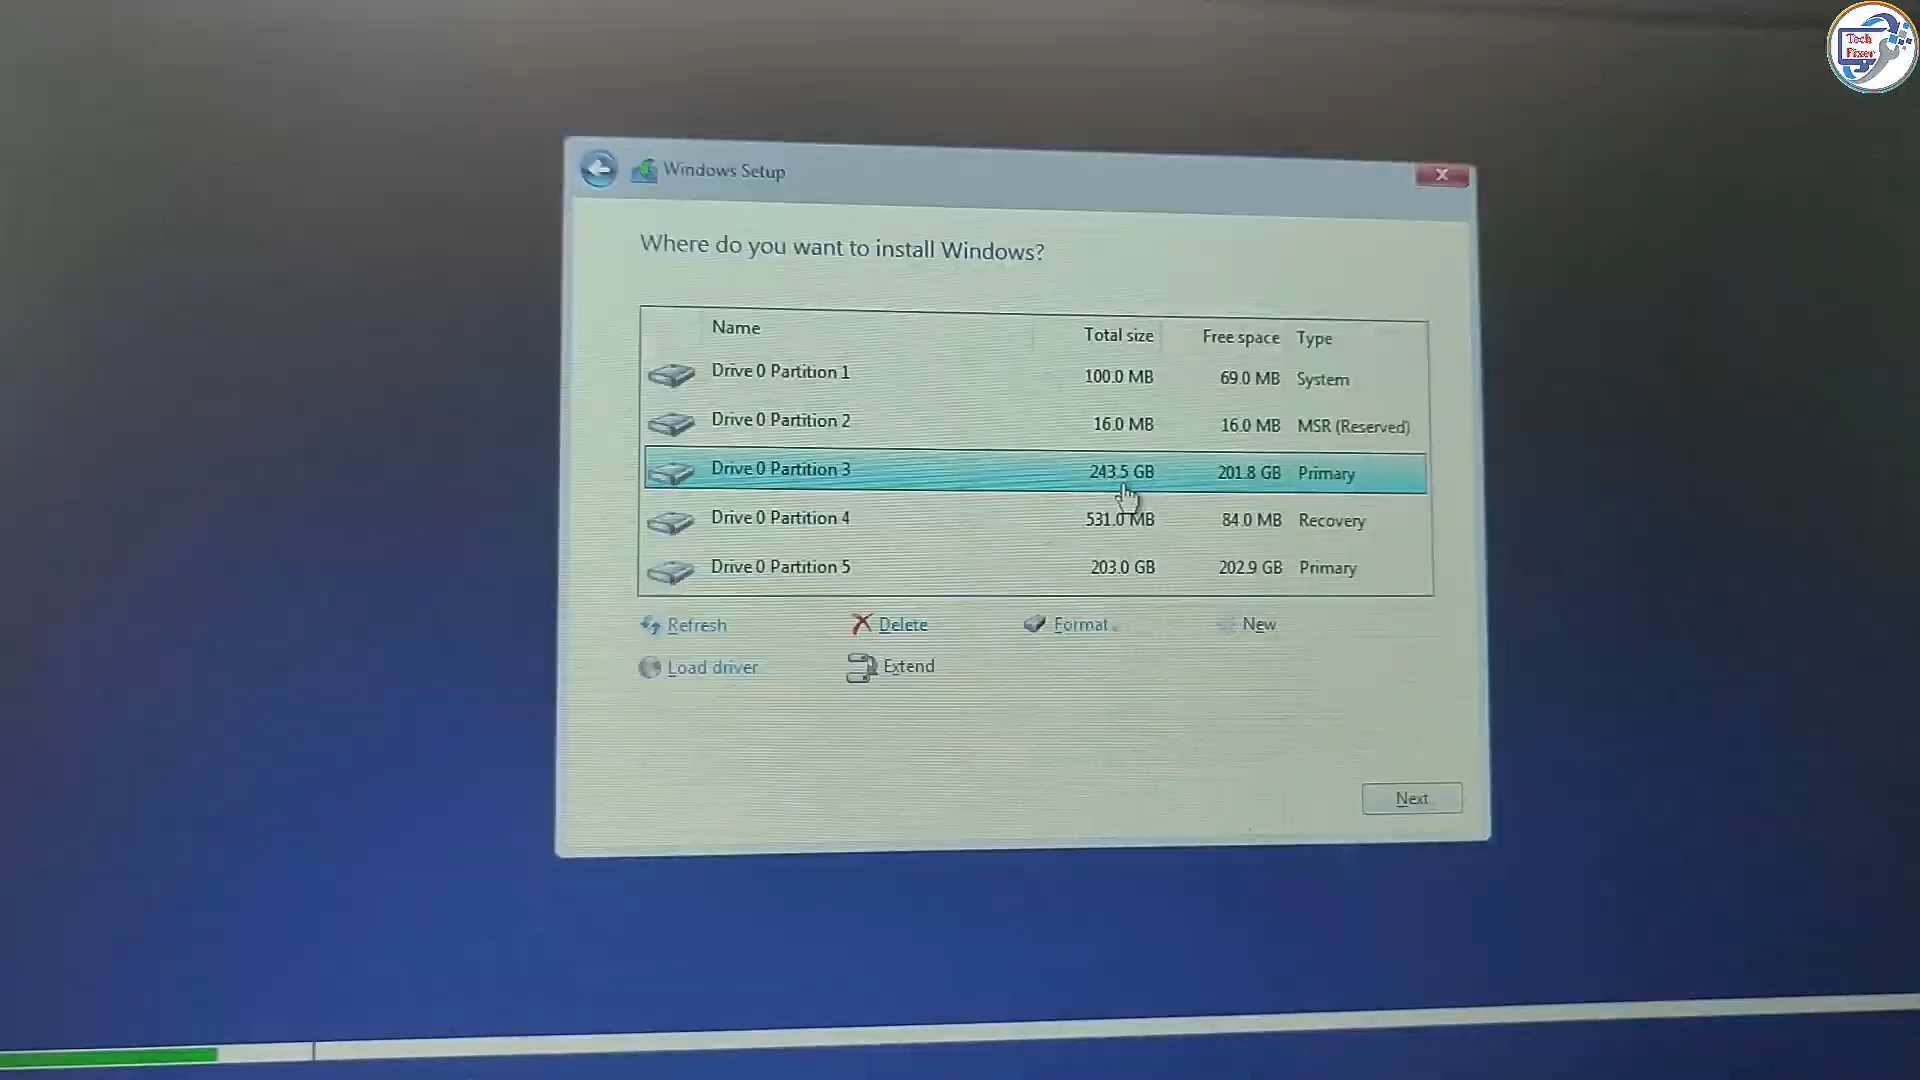 Tech
Fixer
Windows Setup
X
Where do you want to install Windows?
Name Total size Free space Type
Drive 0 Partition 1 100.0 MB 69.0 MB System
Drive 0 Partition 2 16.0 MB 16.0 MB MSR (Reserved)
Drive 0 Partition 3 243.5 GB 201.8 GB Primary
Drive 0 Partition 4 531.0 MB 84.0 MB Recovery
Drive 0 Partition 5 203.0 GB 202.9 GB Primary
Refresh Delete Format New
Load driver Extend
Next